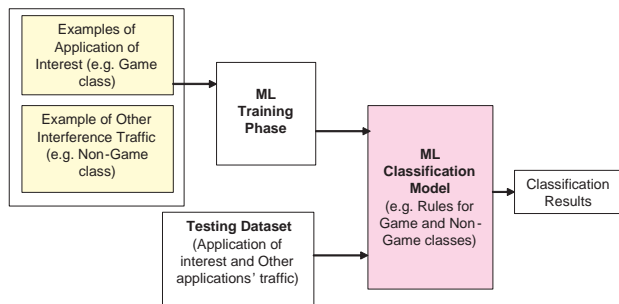 Examples of
Application of
Interest (e.g. Game
class)
Example of Other
Interference Traffic
(e.g. Non-Game
class)
ML
Training
Phase
ML
Classification
Model
(e.g. Rules for
Game and Non-
Game classes)
Classification
Results
Testing Dataset
(Application of
interest and Other
applications' traffic)